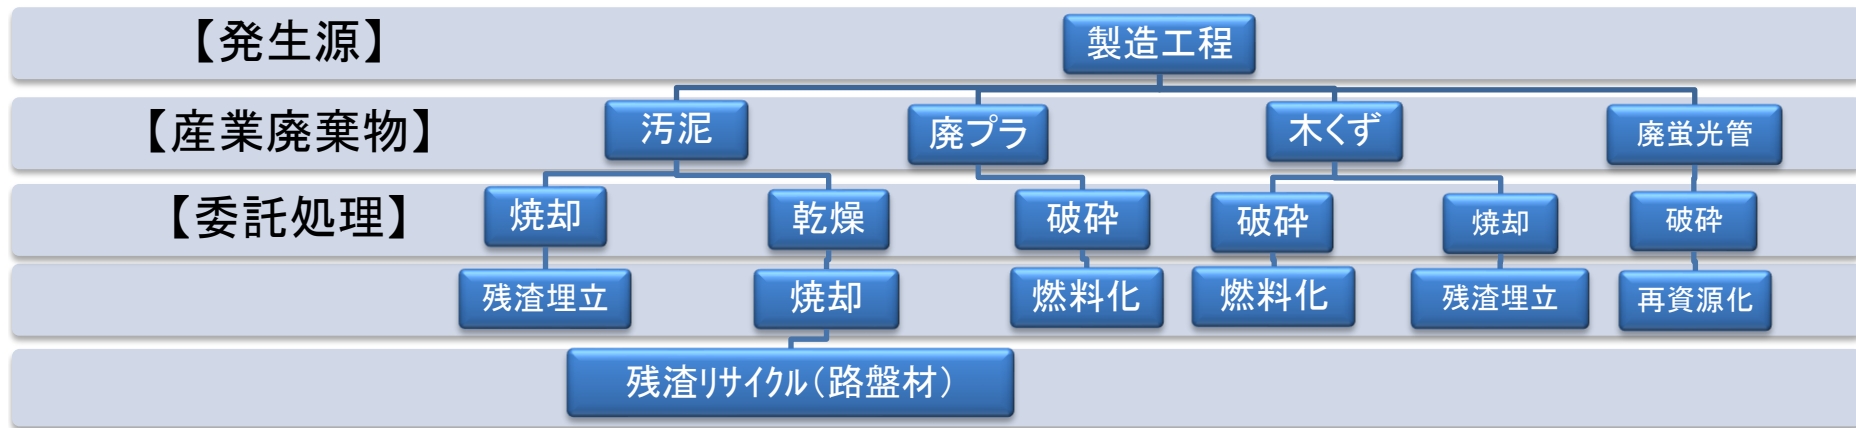 【発生源】
製造工程
【産業廃棄物】
汚泥
廃プラ
木くず
廃蛍光管
【委託処理】
焼却
乾燥
破砕
破砕
焼却
破砕
残渣埋立
焼却
燃料化
燃料化
残渣埋立
再資源化
残渣ﾘｻｲｸﾙ（路盤材）